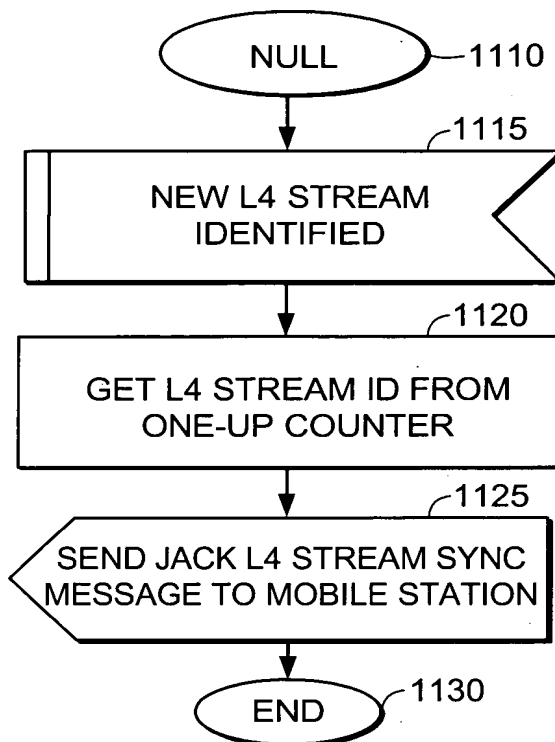 NULL
1110
1115
NEW L4 STREAM
IDENTIFIED
1120
GET L4 STREAM ID FROM
ONE-UP COUNTER
1125
SEND JACK L4 STREAM SYNC
MESSAGE TO MOBILE STATION
1130
END